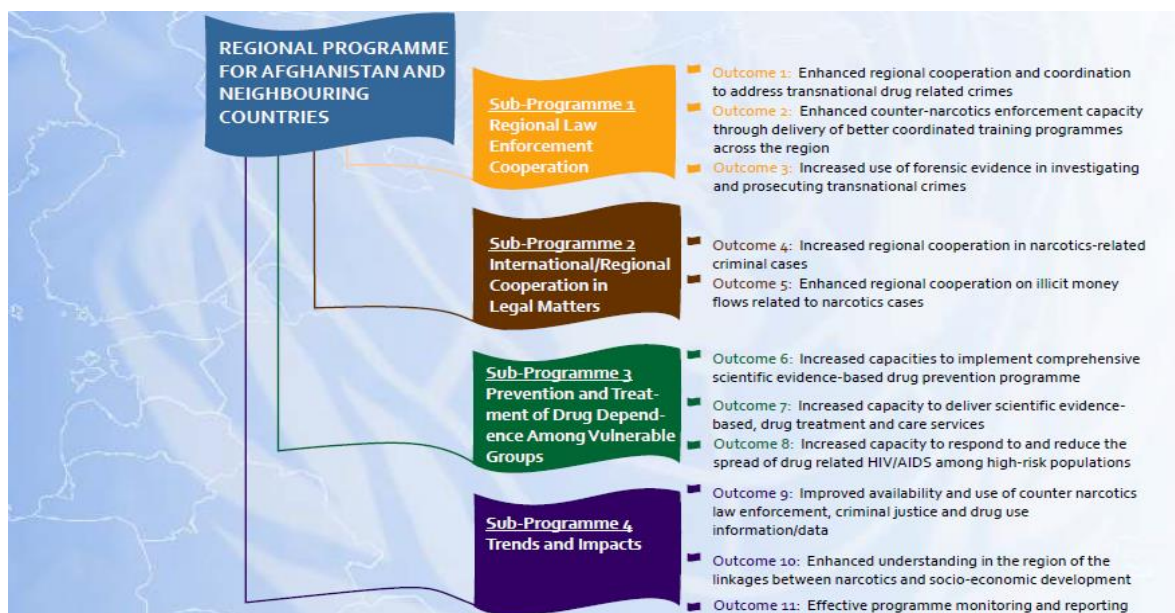 REGIONAL PROGRAMME
FOR AFGHANISTAN AND
NEIGHBOURING
COUNTRIES
Sub-Programme 1
Regional Law
Enforcement
Cooperation
Outcome 1: Enhanced regional cooperation and coordination
to address transnational drug related crimes
Outcome 2: Enhanced counter-narcotics enforcement capacity
through delivery of better coordinated training programmes
across the region
Outcome 3: Increased use of forensic evidence in investigating
and prosecuting transnational crimes
Sub-Programme 2
International/Regional
Cooperation in
Legal Matters
Outcome 4: Increased regional cooperation in narcotics-related
criminal cases
Outcome 5: Enhanced regional cooperation on illicit money
flows related to narcotics cases
Sub-Programme 3
Prevention and Treat-
ment of Drug Depend-
ence Among Vulnerable
Groups
Outcome 6: Increased capacities to implement comprehensive
scientific evidence-based drug prevention programme
Outcome 7: Increased capacity to deliver scientific evidence-
based, drug treatment and care services
Outcome 8: Increased capacity to respond to and reduce the
spread of drug related HIV/AIDS among high-risk populations
Sub-Programme 4
Trends and Impacts
Outcome 9: Improved availability and use of counter narcotics
law enforcement, criminal justice and drug use
information/data
Outcome 10: Enhanced understanding in the region of the
linkages between narcotics and socio-economic development
Outcome 11: Effective programme monitoring and reporting